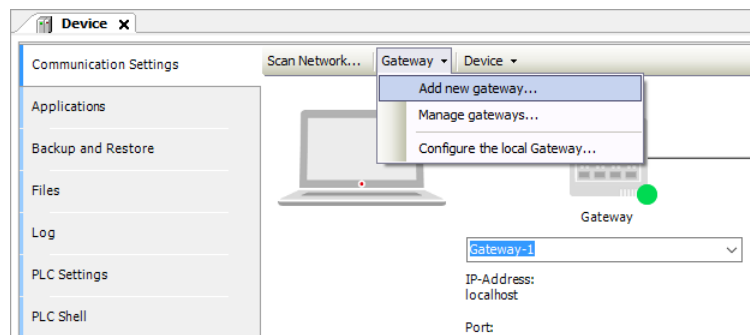 Device
Communication Settings
Applications
Backup and Restore
Files
Log
PLC Settings
PLC Shell
Scan Network... Gateway Device
Add new gateway...
Manage gateways...
Configure the local Gateway...
Gateway
Gateway-1
IP-Address:
localhost
Port: